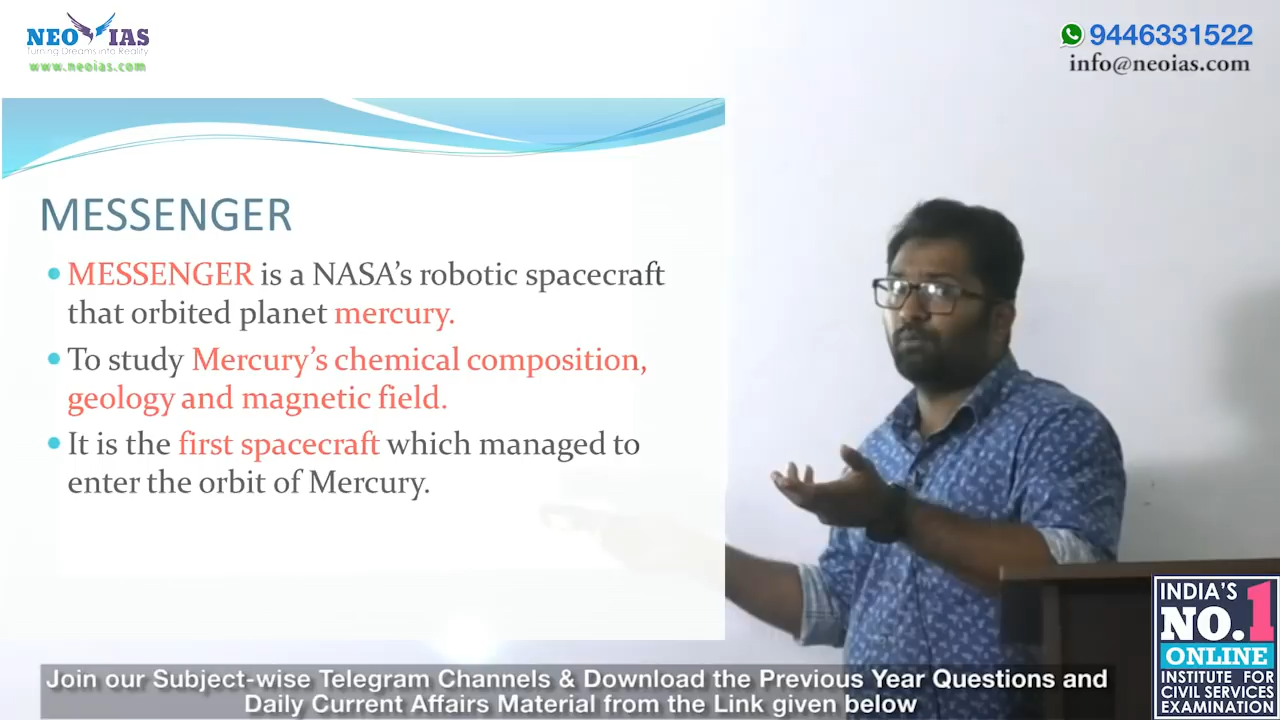 NEO IAS
Turning Dreams into Reality
www.neoias.com
9446331522
info@neoias.com
MESSENGER
MESSENGER is a NASA’s robotic spacecraft
that orbited planet mercury.
To study Mercury’s chemical composition,
geology and magnetic field.
It is the first spacecraft which managed to
enter the orbit of Mercury.
INDIA'S
NO.1
ONLINE
INSTITUTE FOR
CIVIL SERVICES
EXAMINATION
Join our Subject-wise Telegram Channels & Download the Previous Year Questions and
Daily Current Affairs Material from the Link given below